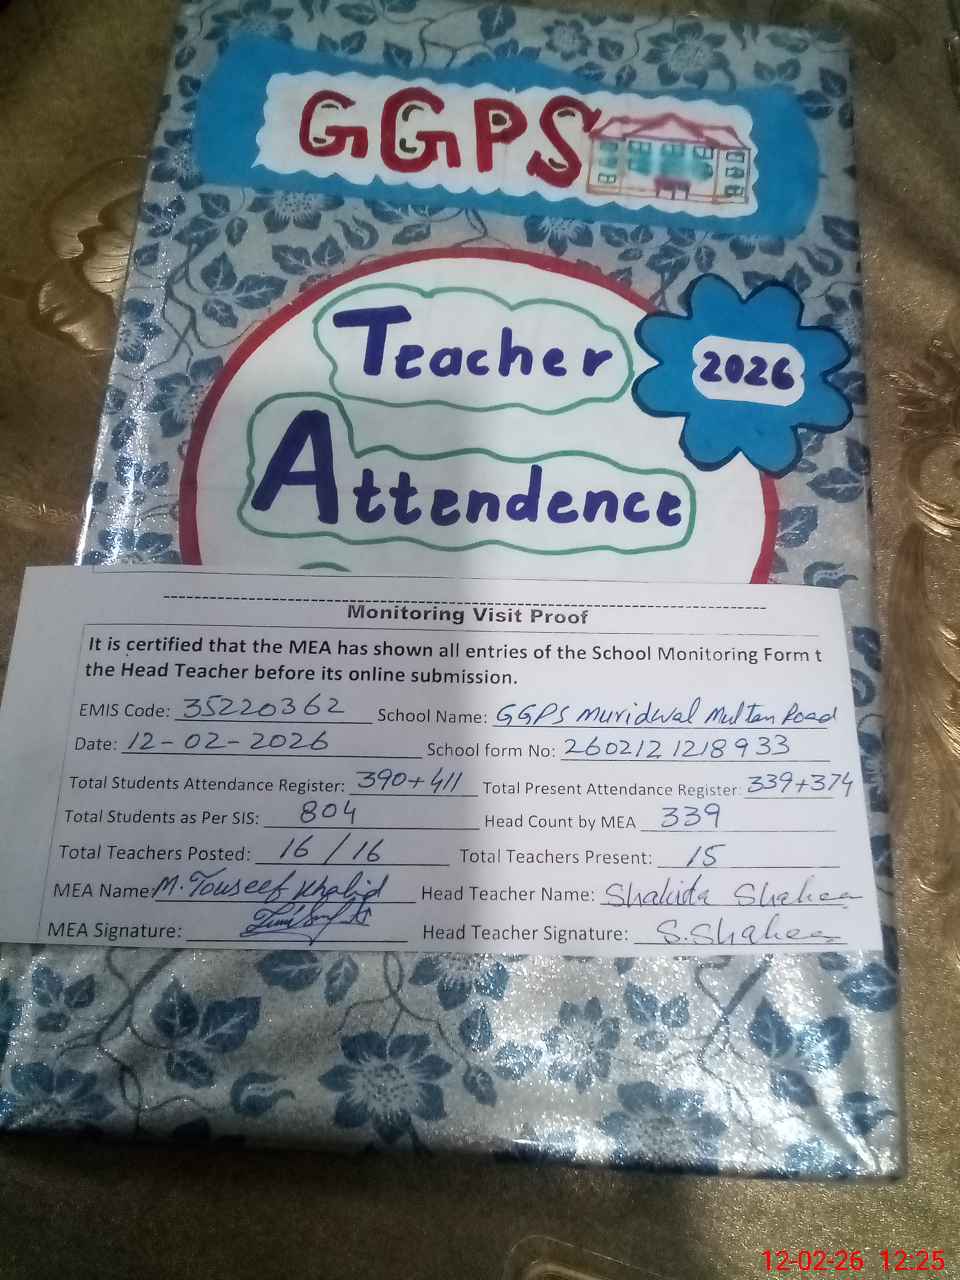 GGPS
Teacher
2026
Attendence
Monitoring Visit Proof
It is certified that the MEA has shown all entries of the School Monitoring Form t
the Head Teacher before its online submission.
EMIS Code: 35220362 School Name: GGPS Muridwal Multan Road
Date: 12-02-2026 School form No: 260212 1218933
Total Students Attendance Register: 390+411 Total Present Attendance Register: 339+374
Total Students as Per SIS: 804 Head Count by MEA 339
Total Teachers Posted: 16/16 Total Teachers Present: 15
MEA Name: M. Touseef Khalid Head Teacher Name: Shakila Shaheen
MEA Signature: Head Teacher Signature: S.Shaheen
12-02-26 12:25